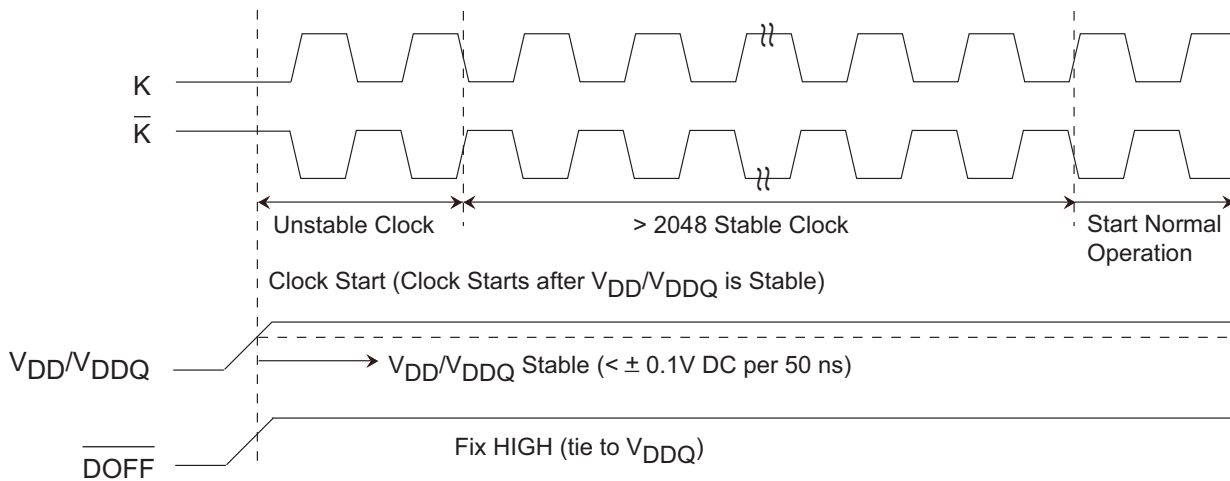 K
K̅
Unstable Clock
> 2048 Stable Clock
Start Normal
Operation
Clock Start (Clock Starts after VDD/VDDQ is Stable)
VDD/VDDQ
VDD/VDDQ Stable (< ± 0.1V DC per 50 ns)
Fix HIGH (tie to VDDQ)
D̅O̅F̅F̅